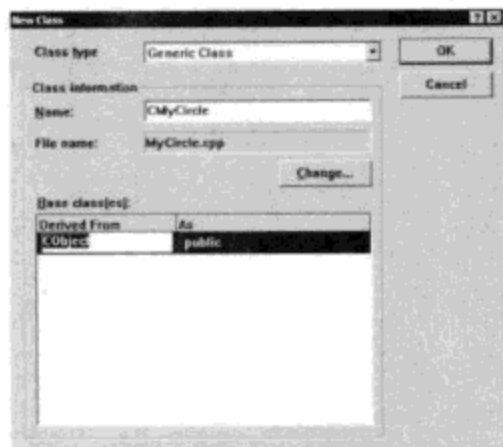 New Class
Class type
Generic Class
OK
Cancel
Class information
Name:
CMyCircle
File name:
MyCircle.cpp
Change...
Base class(es):
Derived From
As
CObject
public